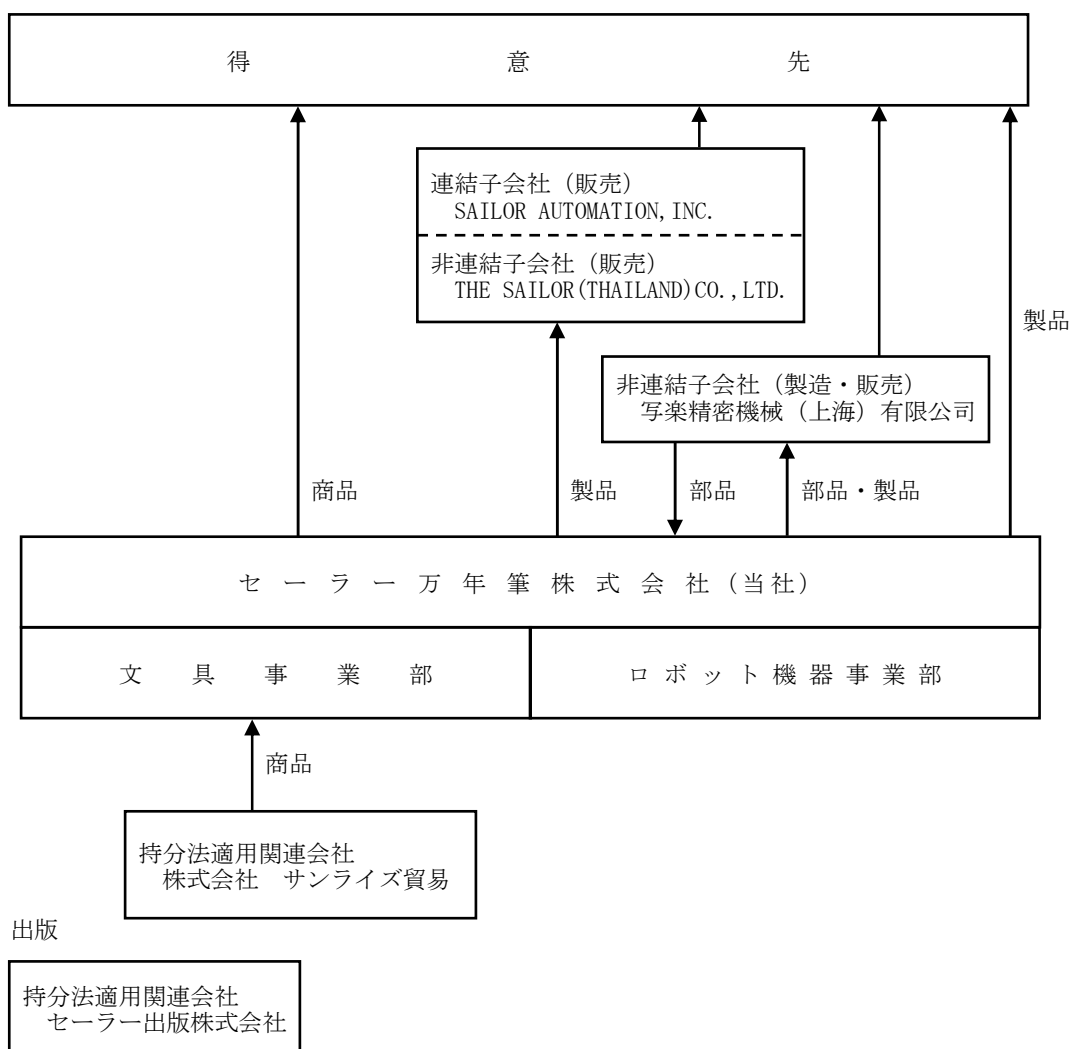 得意先
連結子会社（販売）
SAILOR AUTOMATION,INC.
非連結子会社（販売）
THE SAILOR(THAILAND)CO.,LTD.
製品
非連結子会社（製造・販売）
写楽精密機械（上海）有限公司
商品
製品
部品
部品・製品
セーラー万年筆株式会社(当社)
文具事業部
ロボット機器事業部
商品
持分法適用関連会社
株式会社　サンライズ貿易
出版
持分法適用関連会社
セーラー出版株式会社